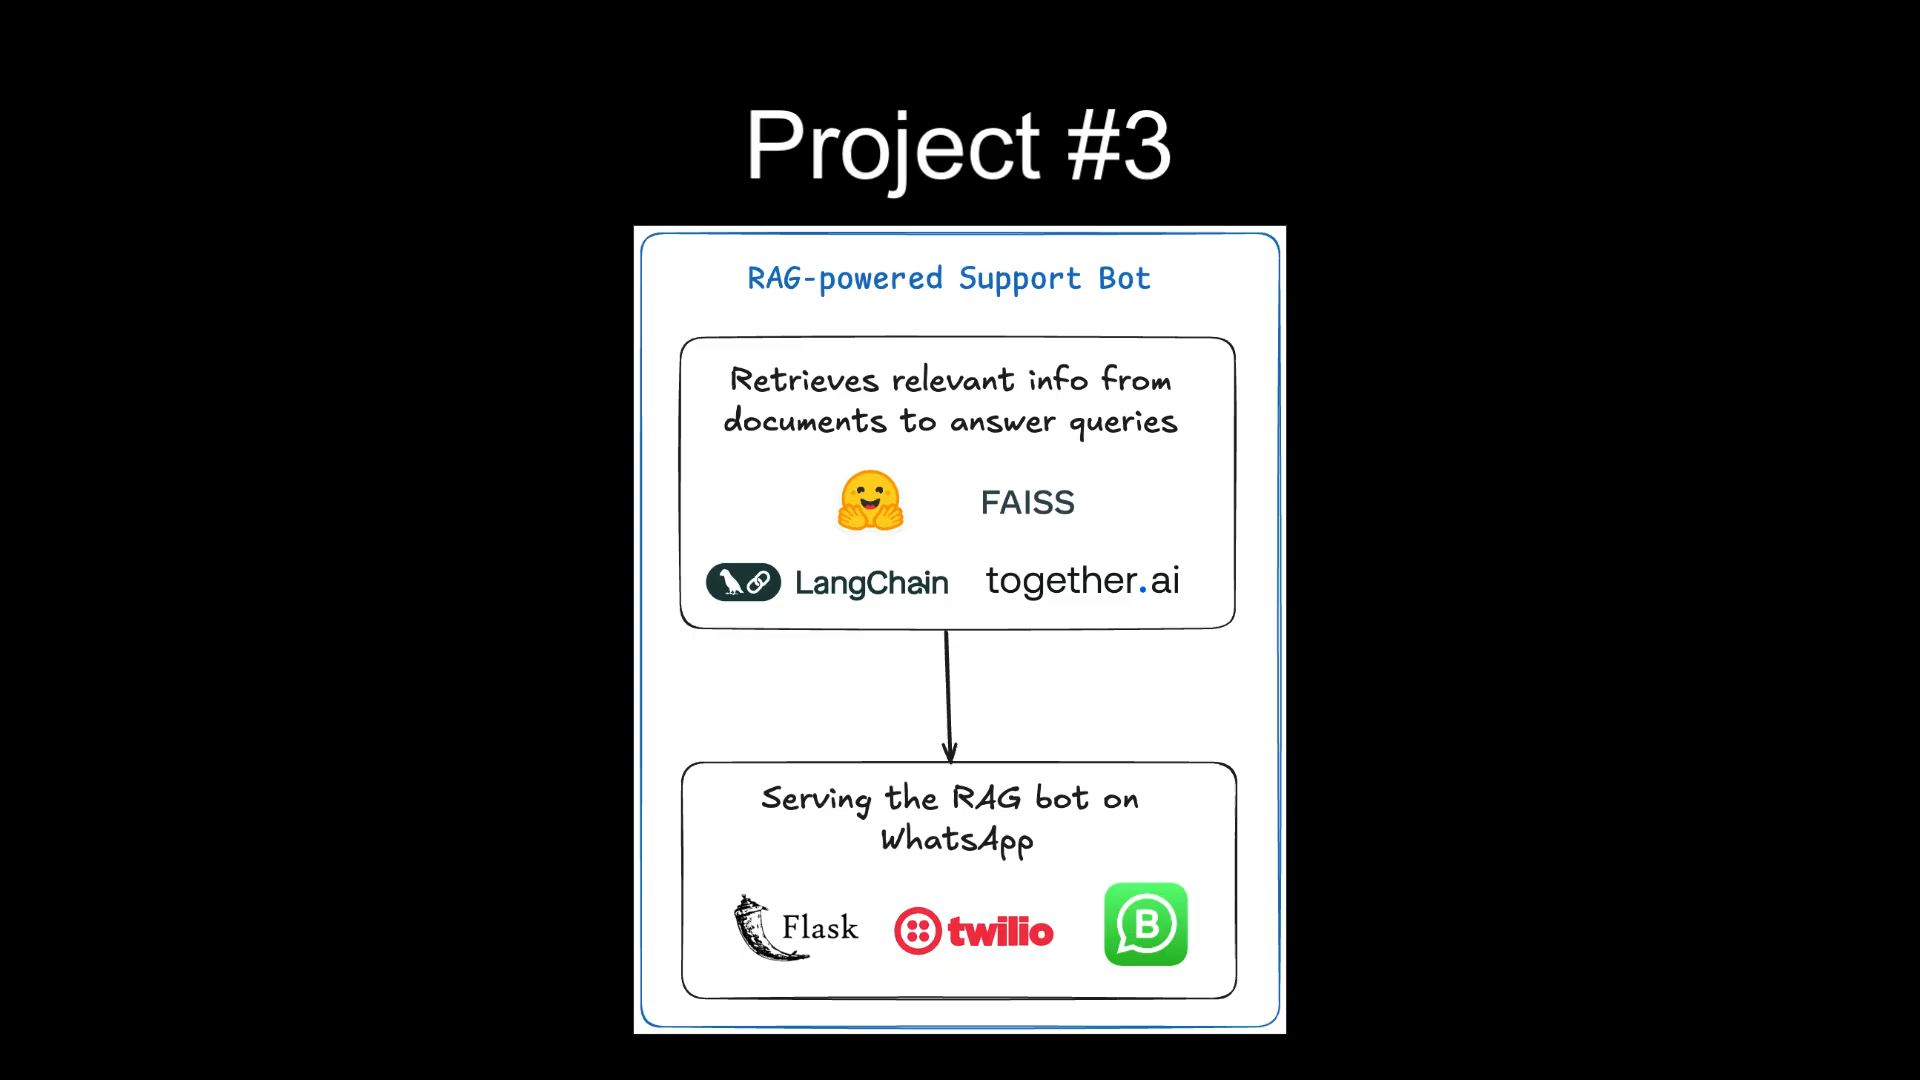 Project #3
RAG-powered Support Bot
Retrieves relevant info from
documents to answer queries
FAISS
LangChain together.ai
Serving the RAG bot on
WhatsApp
Flask twilio B